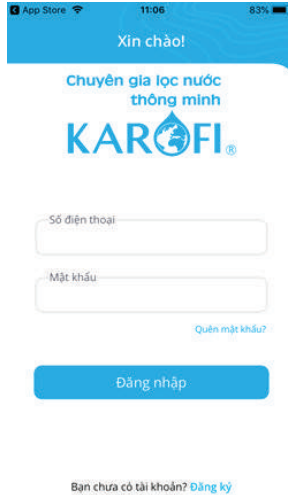 App Store 11:06 83%
Xin chào!
Chuyên gia lọc nước
thông minh
KAROFI®
Số điện thoại
Mật khẩu
Quên mật khẩu?
Đăng nhập
Bạn chưa có tài khoản? Đăng ký